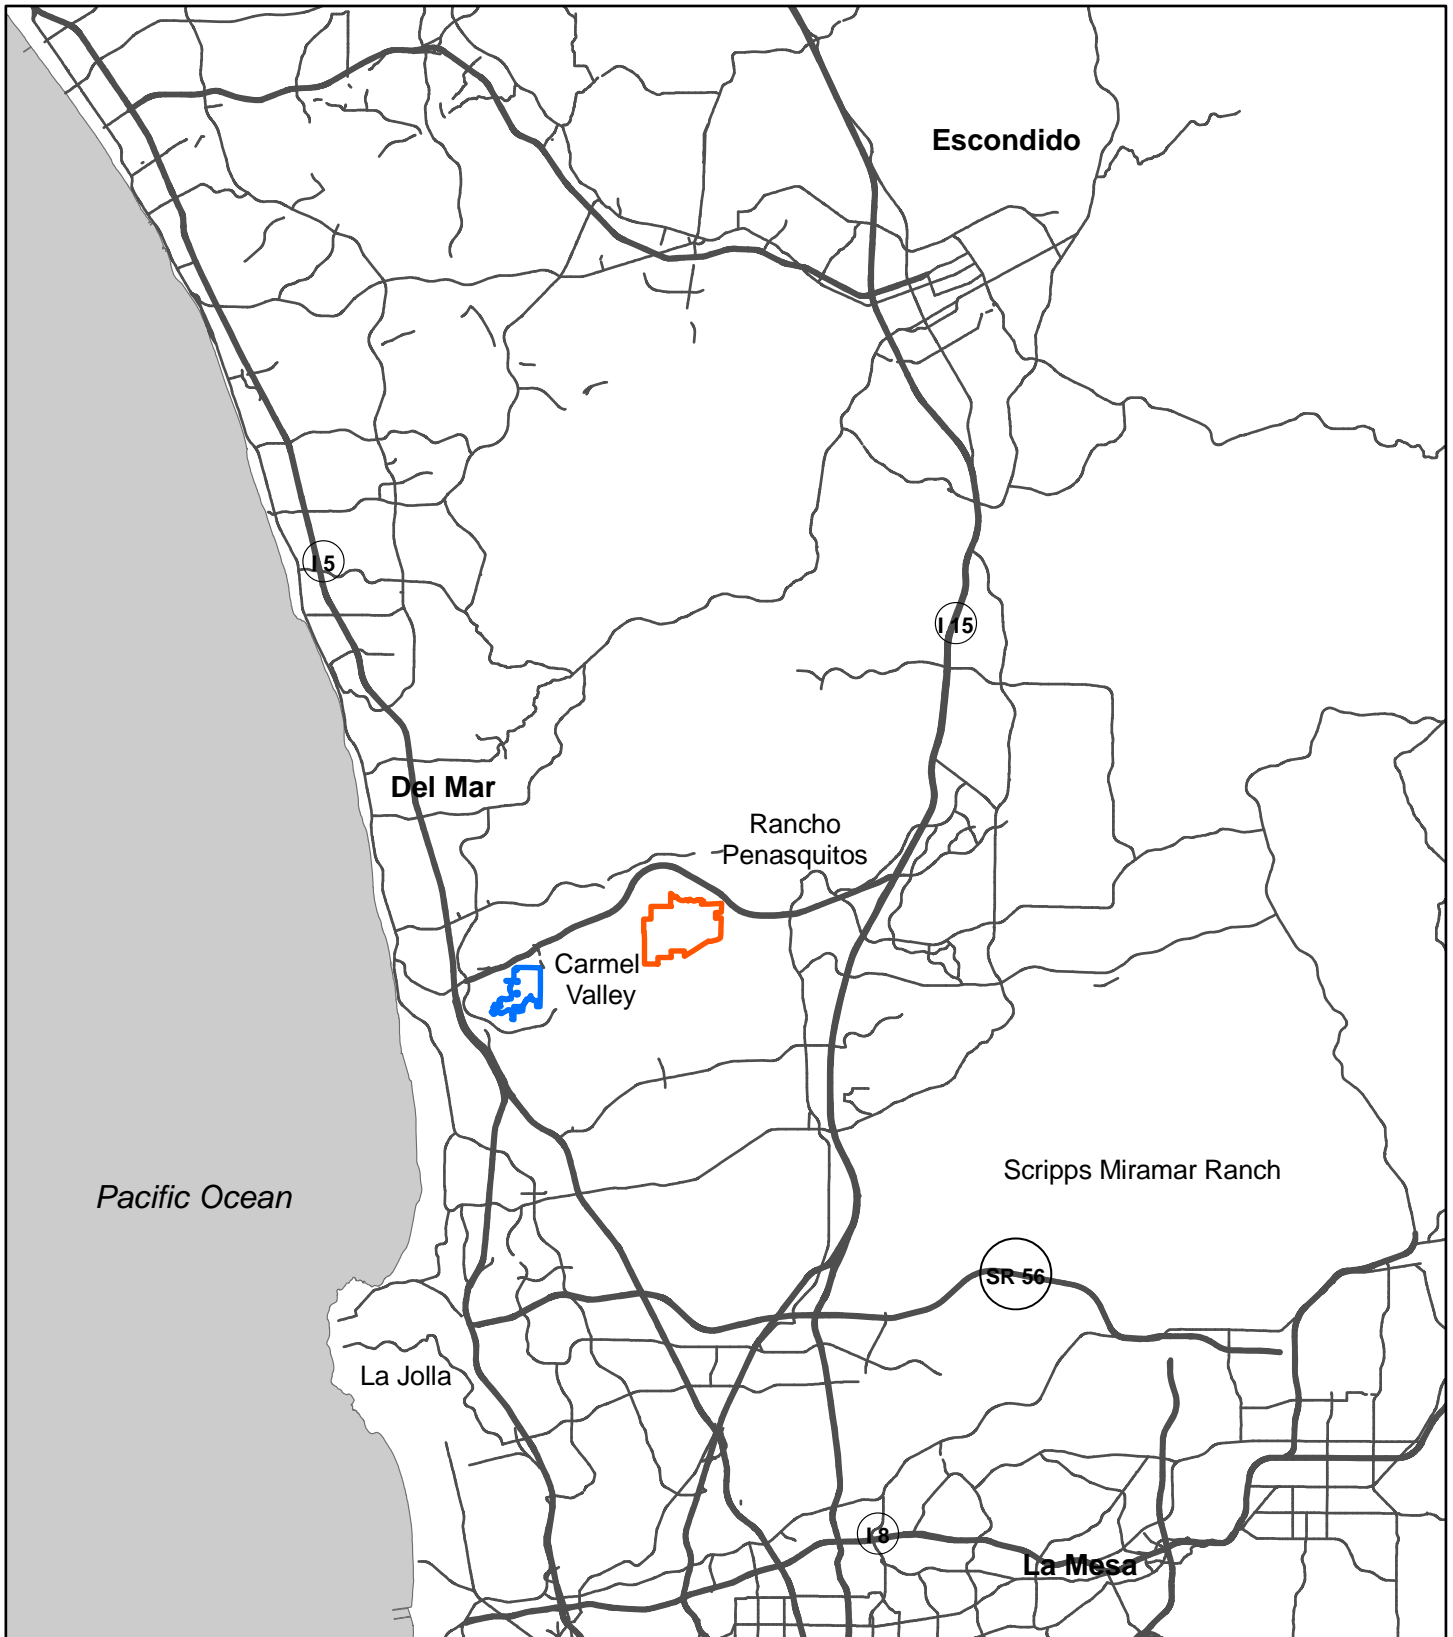 Escondido
I 5
I 15
Del Mar
Rancho
Penasquitos
Carmel
Valley
Scripps Miramar Ranch
Pacific Ocean
SR 56
La Jolla
I 8
La Mesa